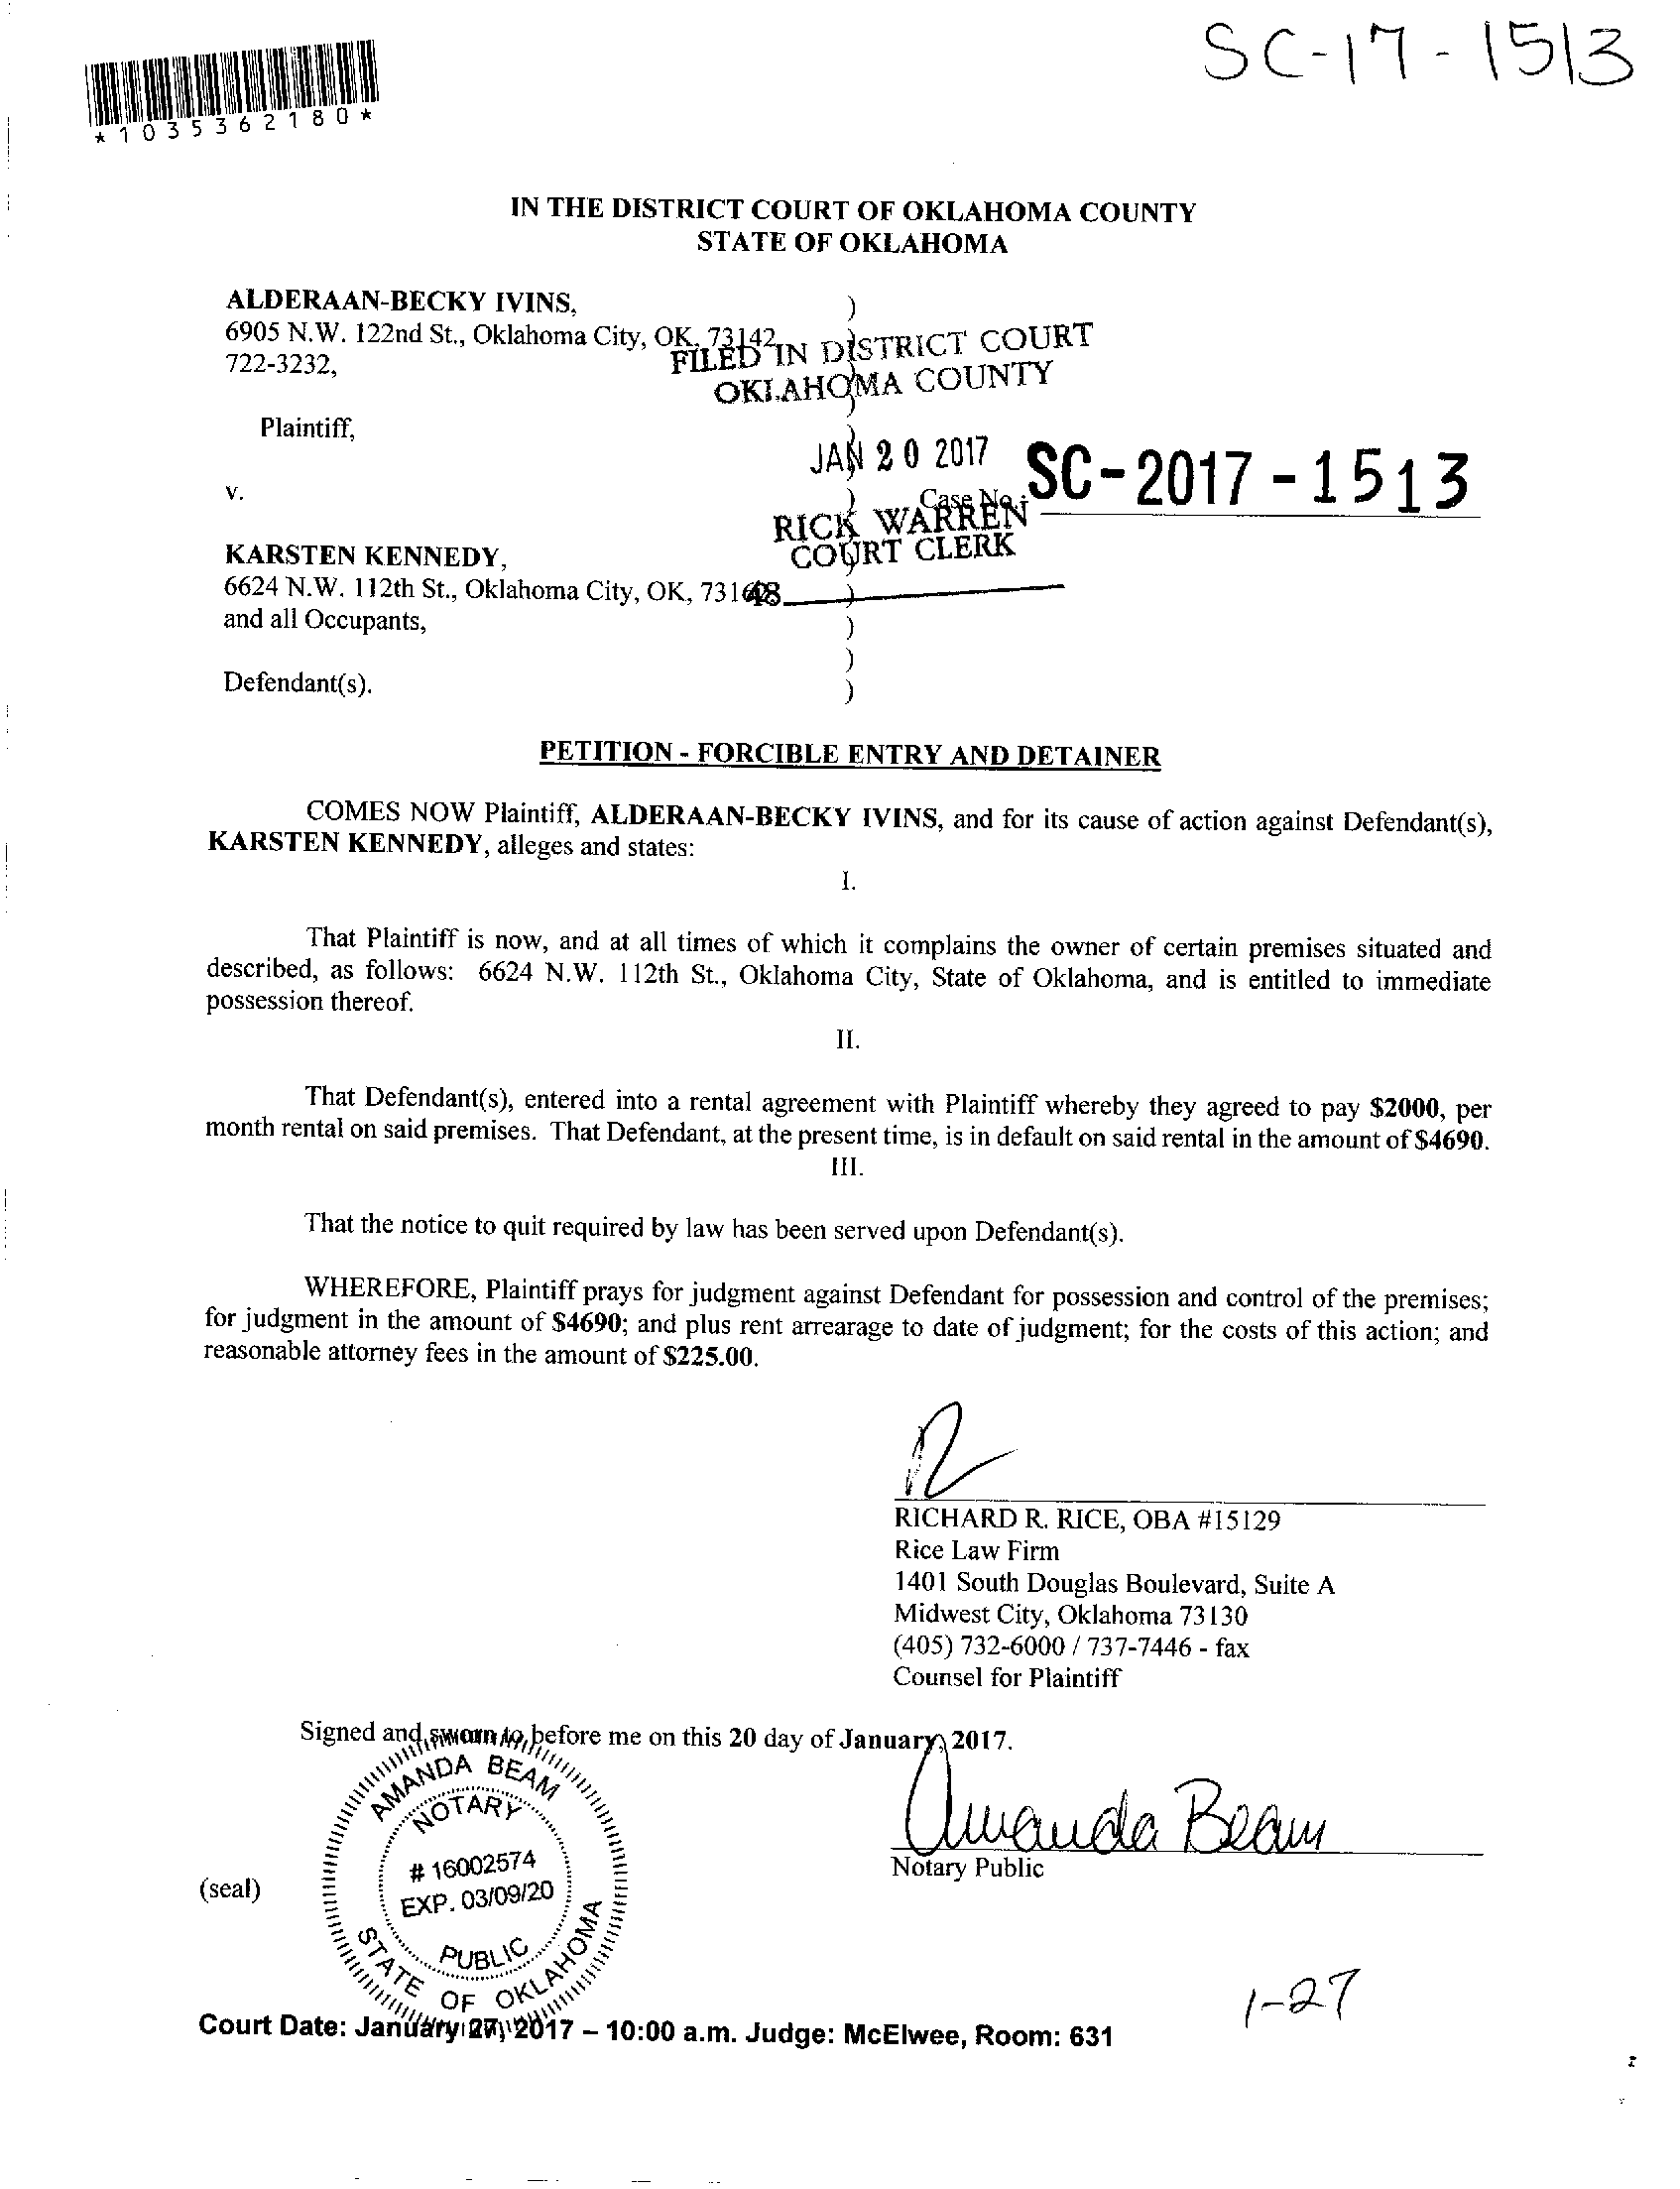 SC-17-1513
*1035362180*
IN THE DISTRICT COURT OF OKLAHOMA COUNTY
STATE OF OKLAHOMA
ALDERAAN-BECKY IVINS, )
6905 N.W. 122nd St., Oklahoma City, OK, 73142 )
722-3232, )
FILED IN DISTRICT COURT
OKLAHOMA COUNTY
Plaintiff, )
JAN 20 2017
v. ) Case No.: SC-2017-1513
RICK WARREN
COURT CLERK
KARSTEN KENNEDY, )
6624 N.W. 112th St., Oklahoma City, OK, )
and all Occupants, )
)
Defendant(s). )
PETITION - FORCIBLE ENTRY AND DETAINER
COMES NOW Plaintiff, ALDERAAN-BECKY IVINS, and for its cause of action against Defendant(s),
KARSTEN KENNEDY, alleges and states:
I.
That Plaintiff is now, and at all times of which it complains the owner of certain premises situated and
described, as follows: 6624 N.W. 112th St., Oklahoma City, State of Oklahoma, and is entitled to immediate
possession thereof.
II.
That Defendant(s), entered into a rental agreement with Plaintiff whereby they agreed to pay $2000, per
month rental on said premises. That Defendant, at the present time, is in default on said rental in the amount of $4690.
III.
That the notice to quit required by law has been served upon Defendant(s).
WHEREFORE, Plaintiff prays for judgment against Defendant for possession and control of the premises;
for judgment in the amount of $4690; and plus rent arrearage to date of judgment; for the costs of this action; and
reasonable attorney fees in the amount of $225.00.
RICHARD R. RICE, OBA #15129
Rice Law Firm
1401 South Douglas Boulevard, Suite A
Midwest City, Oklahoma 73130
(405) 732-6000 / 737-7446 - fax
Counsel for Plaintiff
Signed and sworn to before me on this 20 day of January, 2017.
Amanda Beam
Notary Public
(seal)
AMANDA BEAM
NOTARY
# 16002574
EXP. 03/09/20
PUBLIC
STATE OF OKLAHOMA
1-27
Court Date: January 27, 2017 – 10:00 a.m. Judge: McElwee, Room: 631